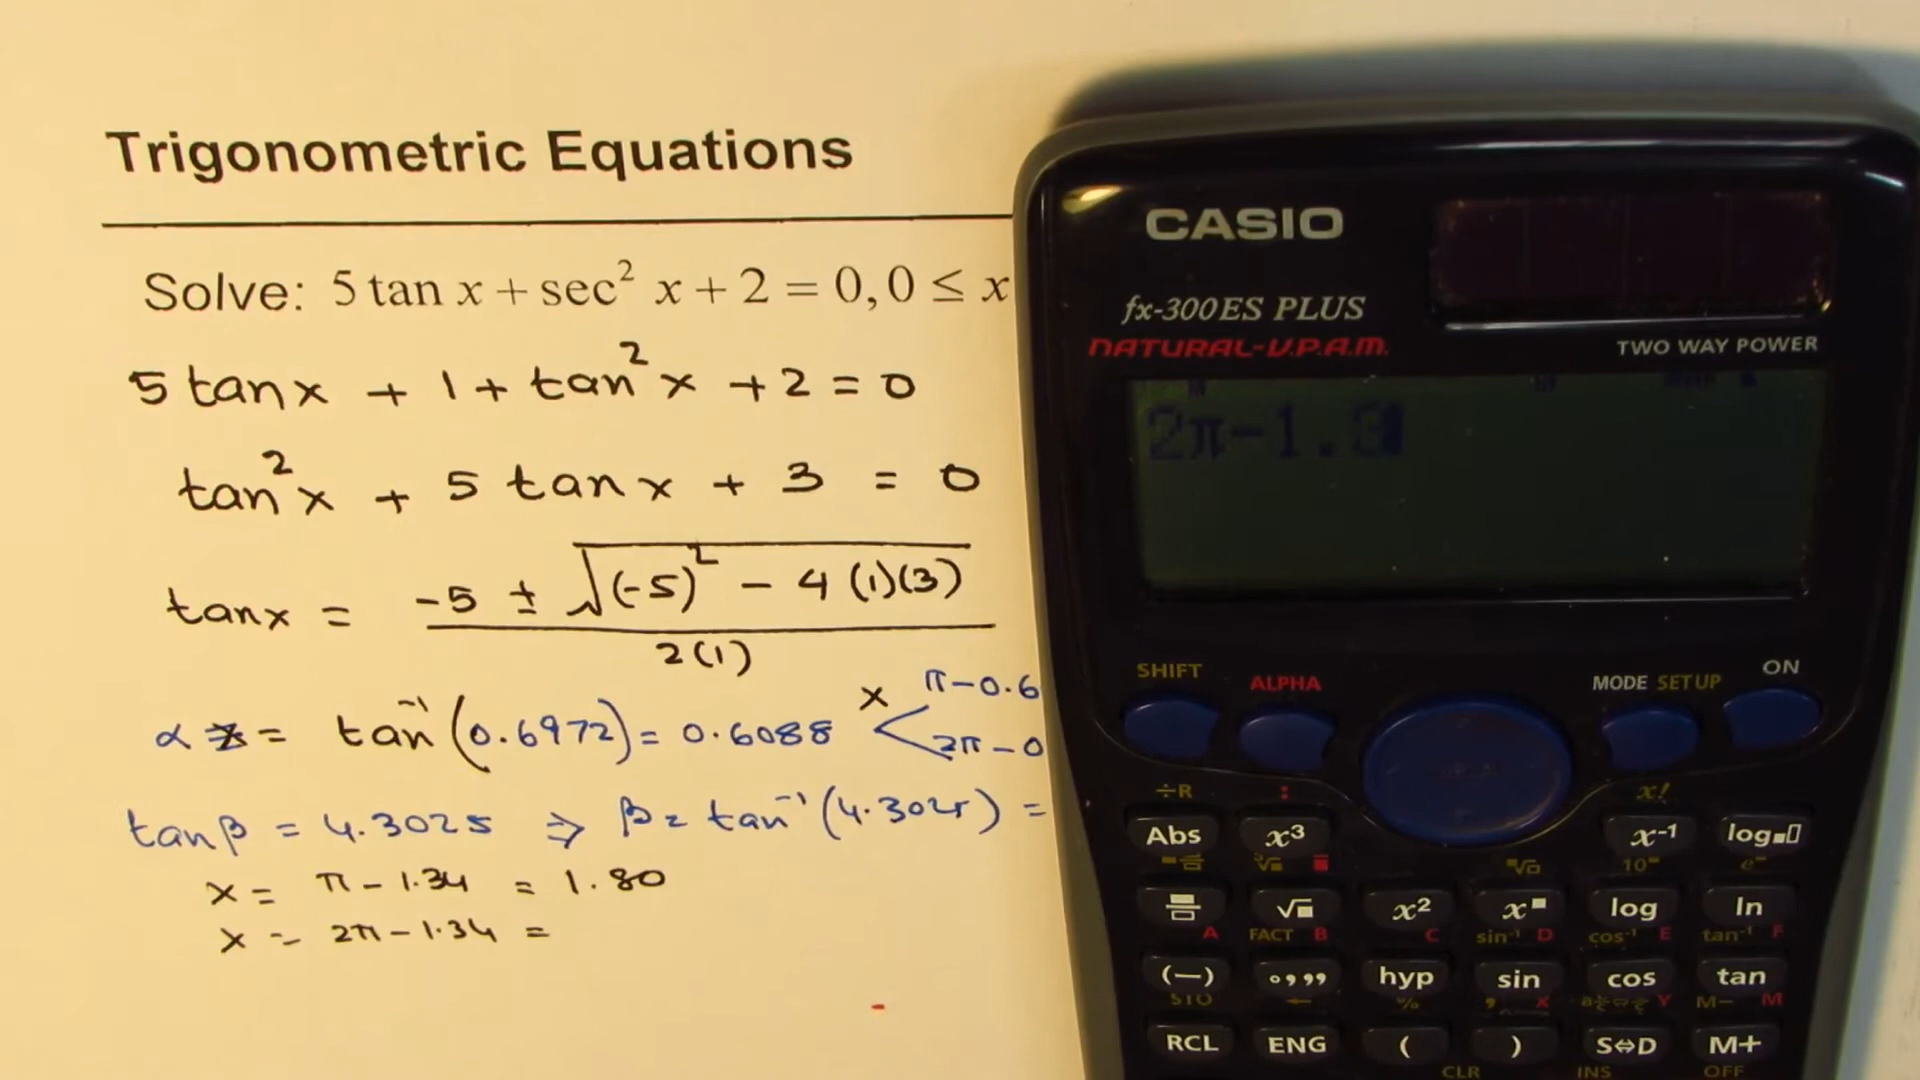 Trigonometric Equations
Solve: 5 tan x + sec² x + 2 = 0, 0 ≤ x
5 tan x + 1 + tan² x + 2 = 0
tan² x + 5 tan x + 3 = 0
tan x = (-5 ± √((-5)² - 4 (1)(3))) / 2(1)
α = tan⁻¹ (0.6972) = 0.6088 x < π - 0.6
2π - 0
tan β = 4.3025 ⇒ β = tan⁻¹ (4.3025) =
x = π - 1.34 = 1.80
x = 2π - 1.34 =
CASIO
fx-300ES PLUS
NATURAL-V.P.A.M.
TWO WAY POWER
2π-1.3
SHIFT ALPHA MODE SETUP ON
÷R : x!
Abs x³ x⁻¹ log▪▯
10■ e■
√■ x² x■ log ln
A FACT B C sin⁻¹ D cos⁻¹ E tan⁻¹ F
(−) °,,, hyp sin cos tan
STO ← % , X Y M− M
RCL ENG ( ) S⇔D M+
CLR INS OFF